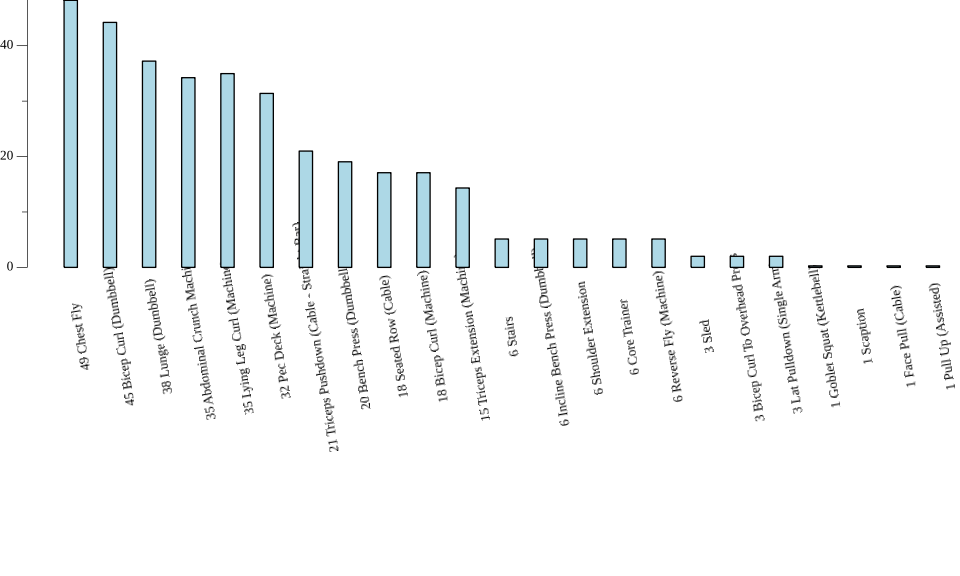 40
20
0
49 Chest Fly
45 Bicep Curl (Dumbbell)
38 Lunge (Dumbbell)
35 Abdominal Crunch Mach
35 Lying Leg Curl (Machine
32 Pec Deck (Machine)
21 Triceps Pushdown (Cable - Stra Bar)
20 Bench Press (Dumbbell
18 Seated Row (Cable)
18 Bicep Curl (Machine)
15 Triceps Extension (Machi
6 Stairs
6 Incline Bench Press (Dumb
6 Shoulder Extension
6 Core Trainer
6 Reverse Fly (Machine)
3 Sled
3 Bicep Curl To Overhead Pre
3 Lat Pulldown (Single Arm
1 Goblet Squat (Kettlebell)
1 Scaption
1 Face Pull (Cable)
1 Pull Up (Assisted)